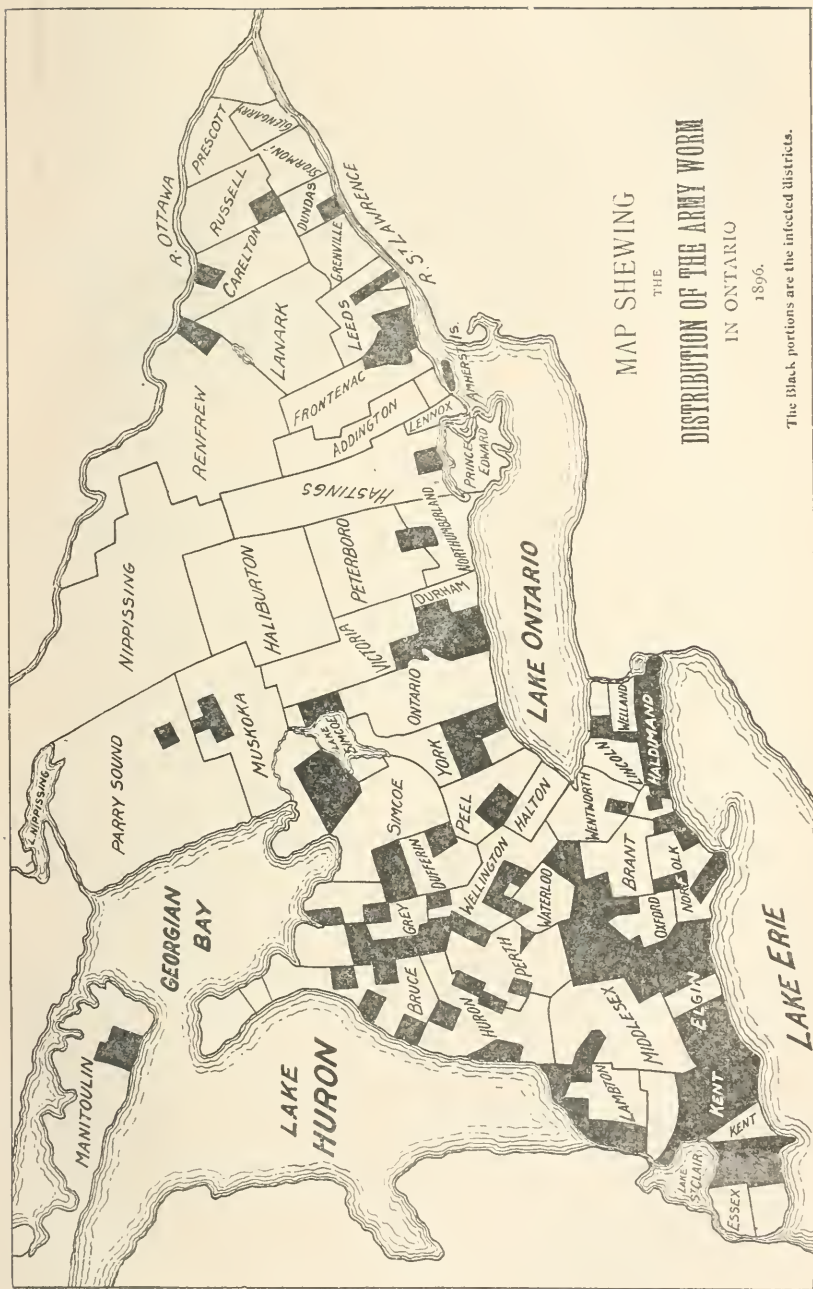 MAP SHEWING
THE
DISTRIBUTION OF THE ARMY WORM
IN ONTARIO
1896.
The Black portions are the infected districts.
R. OTTAWA
PRESCOTT
GLENGARRY
STORMONT
RUSSELL
DUNDAS
CARELTON
GRENVILLE
R. ST. LAWRENCE
LANARK
LEEDS
RENFREW
FRONTENAC
ADDINGTON
LENNOX
AMHERST IS.
PRINCE
EDWARD
HASTINGS
NIPPISSING
HALIBURTON
PETERBORO
NORTHUMBERLAND
VICTORIA
DURHAM
LAKE ONTARIO
L. NIPPISSING
PARRY SOUND
MUSKOKA
ONTARIO
LAKE
SIMCOE
YORK
SIMCOE
PEEL
HALTON
WENTWORTH
LINCOLN
WELLAND
HALDIMAND
GEORGIAN
BAY
DUFFERIN
GREY
WELLINGTON
WATERLOO
BRANT
NORFOLK
OXFORD
BRUCE
PERTH
HURON
MIDDLESEX
ELGIN
LAKE ERIE
MANITOULIN
LAKE
HURON
LAMBTON
KENT
KENT
LAKE
ST CLAIR
ESSEX